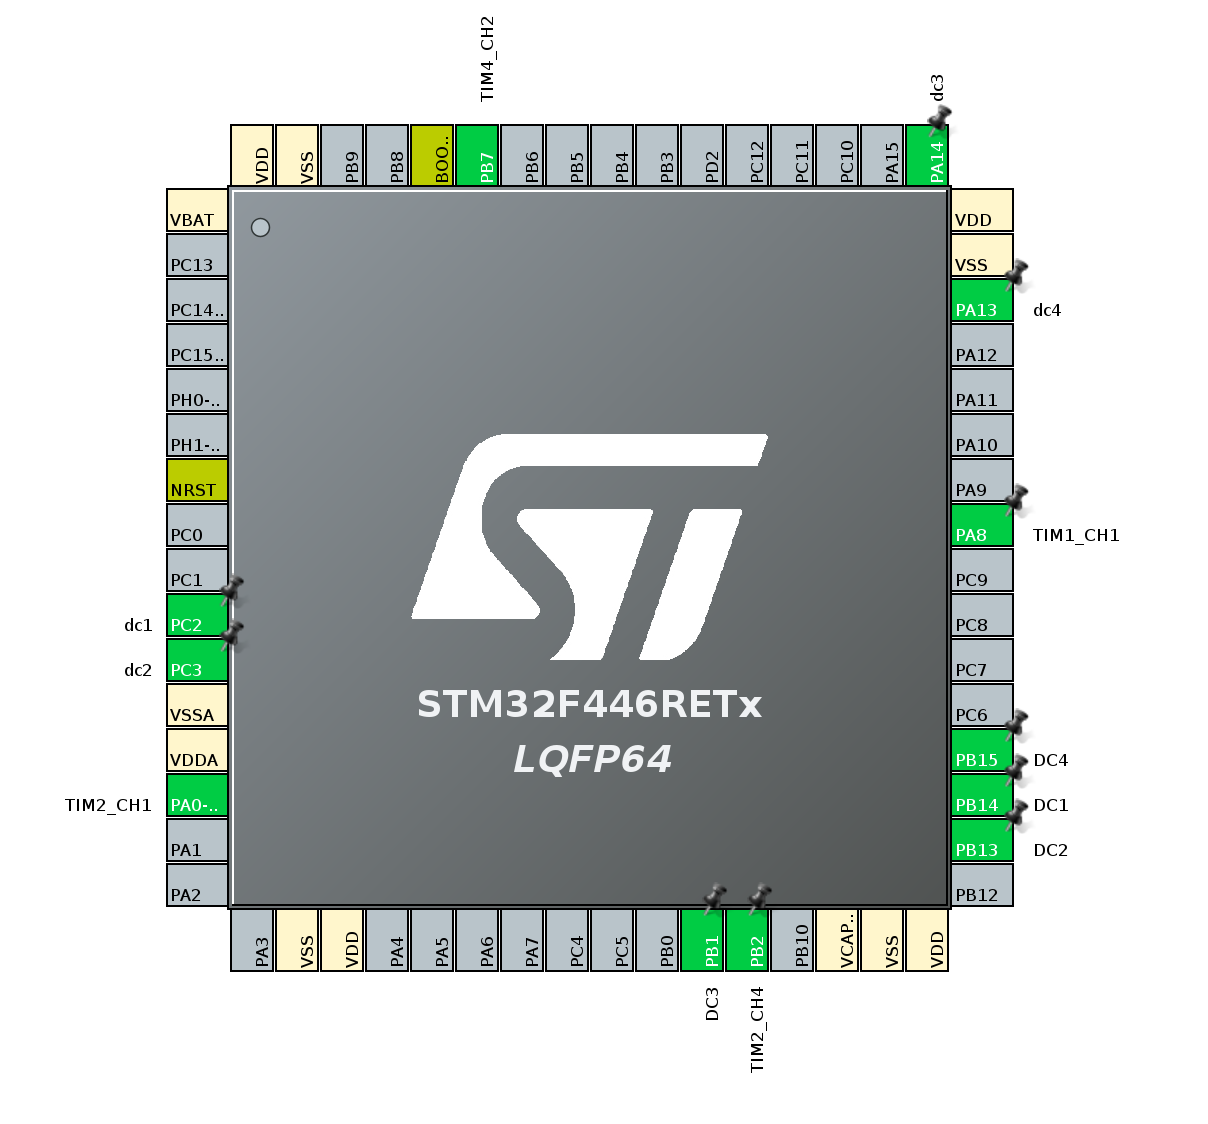 TIM4_CH2
dc3
VDD
VSS
PB9
PB8
BOO..
PB7
PB6
PB5
PB4
PB3
PD2
PC12
PC11
PC10
PA15
PA14
VBAT
PC13
PC14..
PC15..
PH0-..
PH1-..
NRST
PC0
PC1
dc1 PC2
dc2 PC3
VSSA
VDDA
TIM2_CH1 PA0-..
PA1
PA2
STM32F446RETx
LQFP64
VDD
VSS
PA13 dc4
PA12
PA11
PA10
PA9
PA8 TIM1_CH1
PC9
PC8
PC7
PC6
PB15 DC4
PB14 DC1
PB13 DC2
PB12
PA3
VSS
VDD
PA4
PA5
PA6
PA7
PC4
PC5
PB0
PB1
PB2
PB10
VCAP..
VSS
VDD
DC3
TIM2_CH4